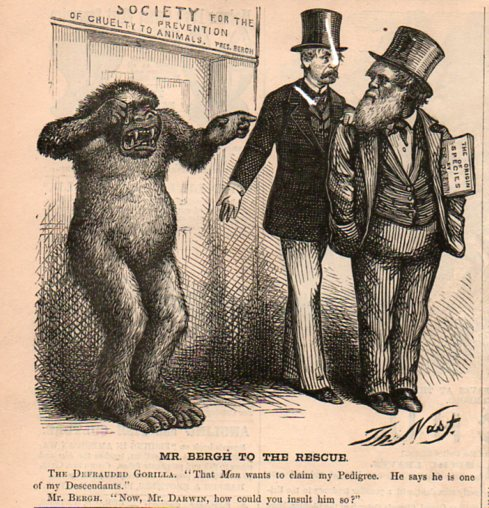 SOCIETY FOR THE
PREVENTION
OF CRUELTY TO ANIMALS. PRES. BERGH
THE ORIGIN
OF
SPECIES
BY
Th. Nast.
MR. BERGH TO THE RESCUE.
THE DEFRAUDED GORILLA. "That Man wants to claim my Pedigree. He says he is one
of my Descendants."
Mr. BERGH. "Now, Mr. DARWIN, how could you insult him so?"